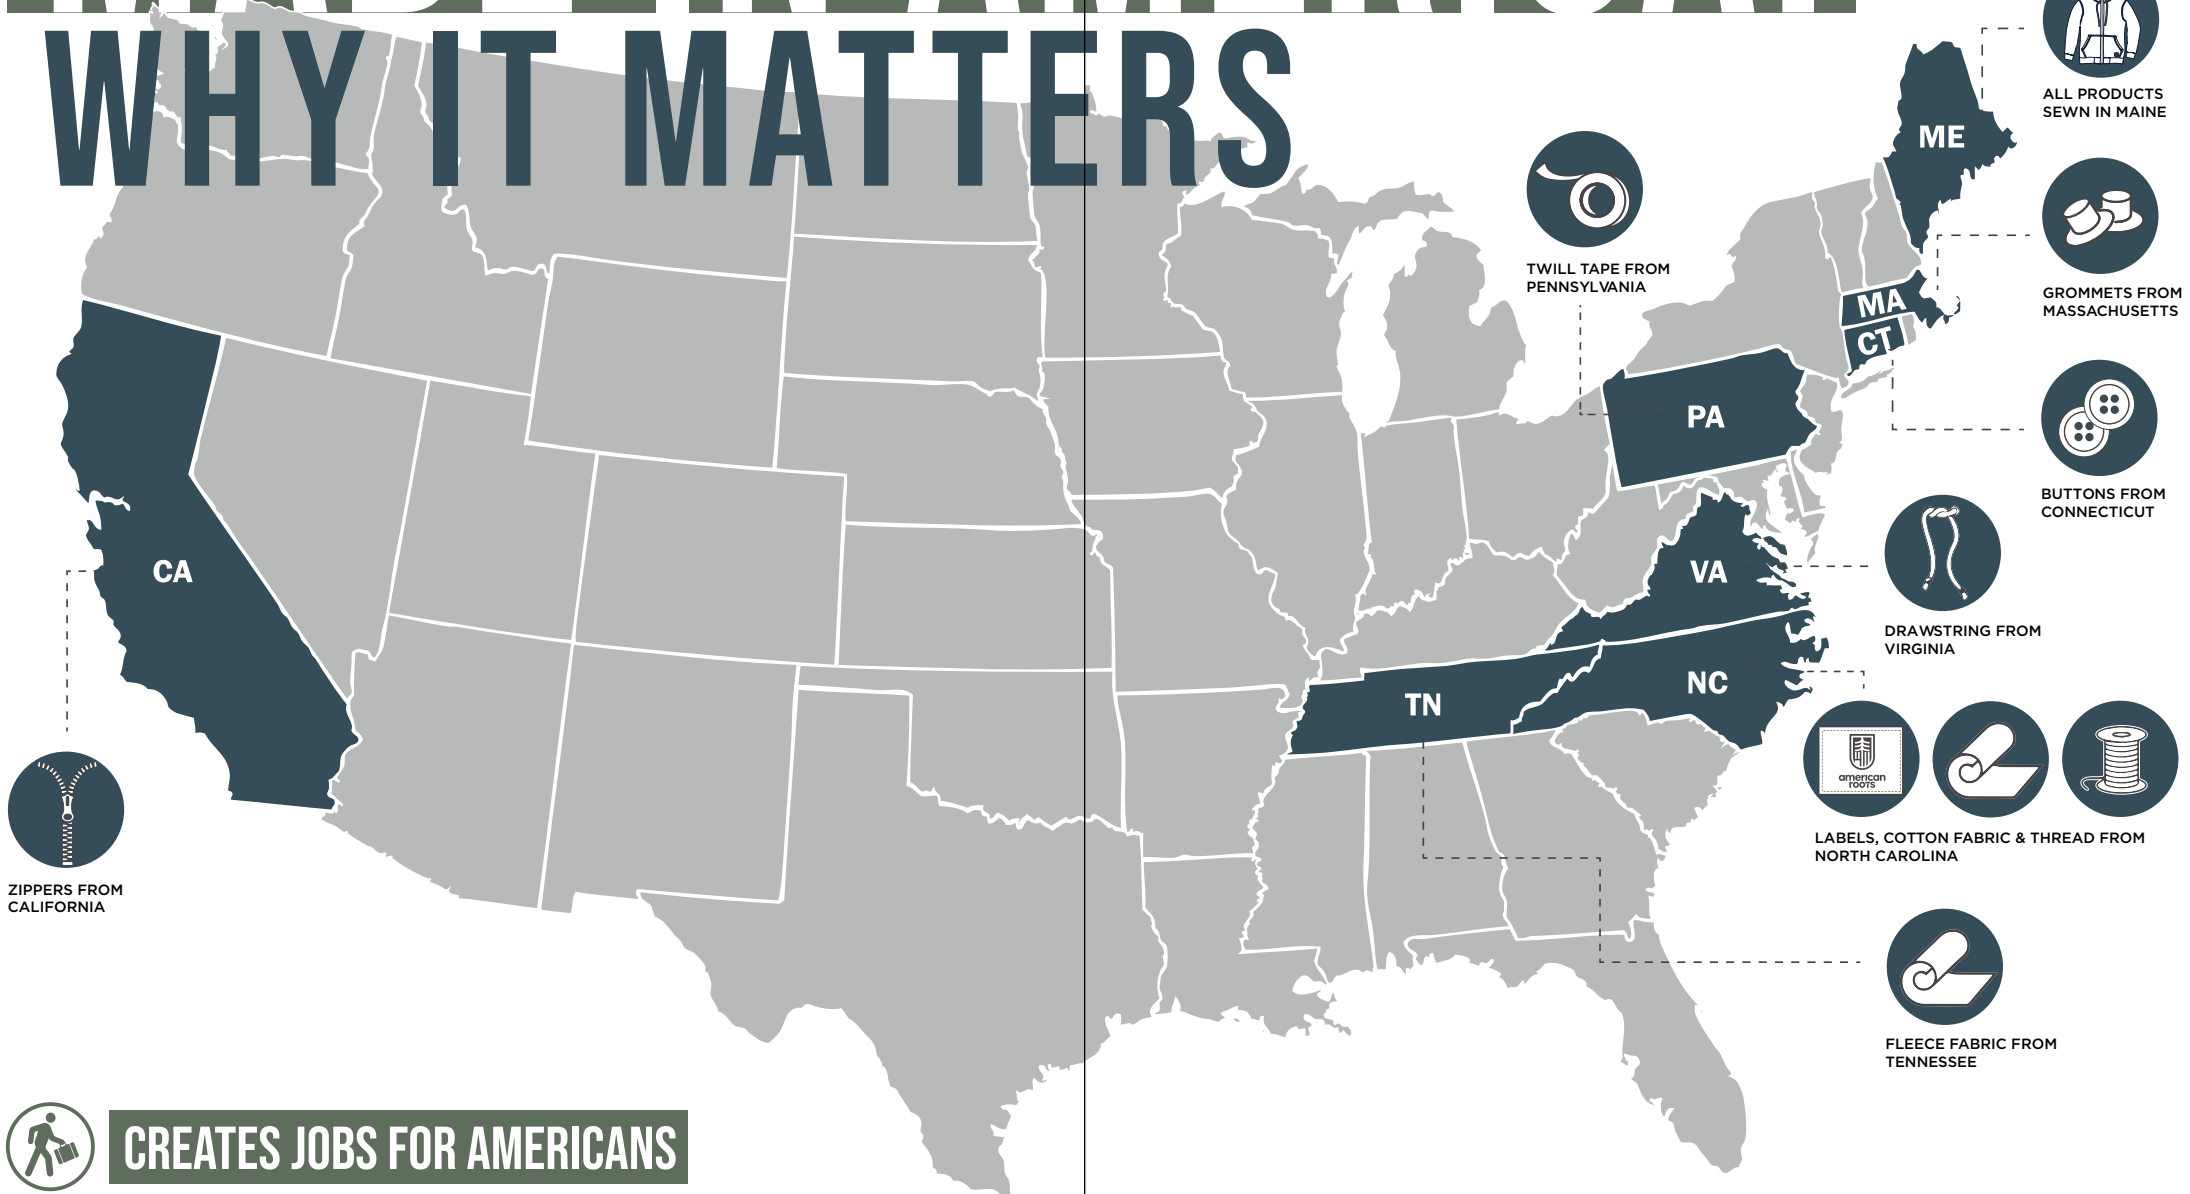 WHY IT MATTERS
ALL PRODUCTS
SEWN IN MAINE
ME
TWILL TAPE FROM
PENNSYLVANIA
GROMMETS FROM
MASSACHUSETTS
MA
CT
PA
BUTTONS FROM
CONNECTICUT
CA
VA
DRAWSTRING FROM
VIRGINIA
NC
TN
american
roots
LABELS, COTTON FABRIC & THREAD FROM
NORTH CAROLINA
ZIPPERS FROM
CALIFORNIA
FLEECE FABRIC FROM
TENNESSEE
CREATES JOBS FOR AMERICANS